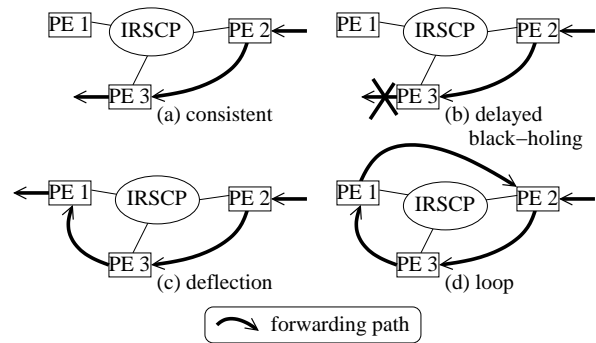 PE 1
IRSCP
PE 2
PE 3
(a) consistent
PE 1
IRSCP
PE 2
PE 3
(b) delayed
black−holing
PE 1
IRSCP
PE 2
PE 3
(c) deflection
PE 1
IRSCP
PE 2
PE 3
(d) loop
forwarding path